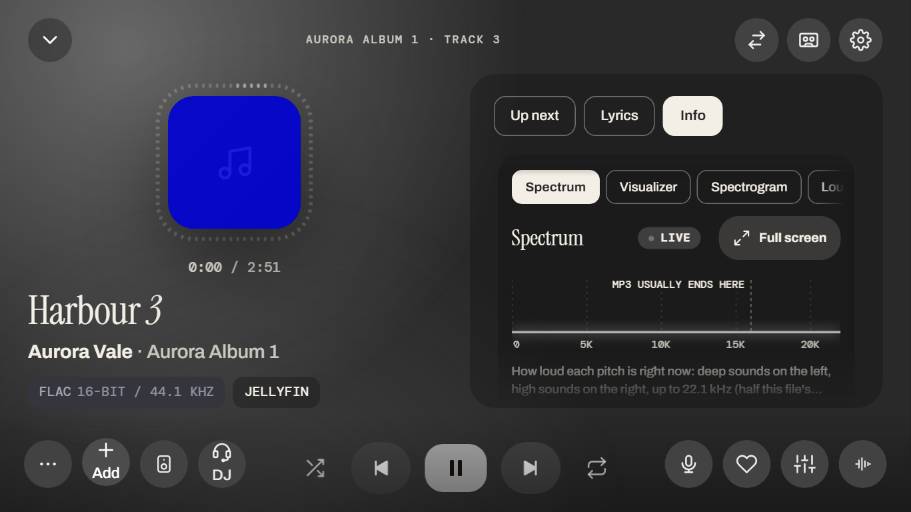 AURORA ALBUM 1 · TRACK 3
Up next
Lyrics
Info
Spectrum
Visualizer
Spectrogram
Lou
Spectrum
LIVE
Full screen
MP3 USUALLY ENDS HERE
0 5K 10K 15K 20K
How loud each pitch is right now: deep sounds on the left,
high sounds on the right, up to 22.1 kHz (half this file's...
0:00 / 2:51
Harbour 3
Aurora Vale · Aurora Album 1
FLAC 16-BIT / 44.1 KHZ
JELLYFIN
Add
DJ